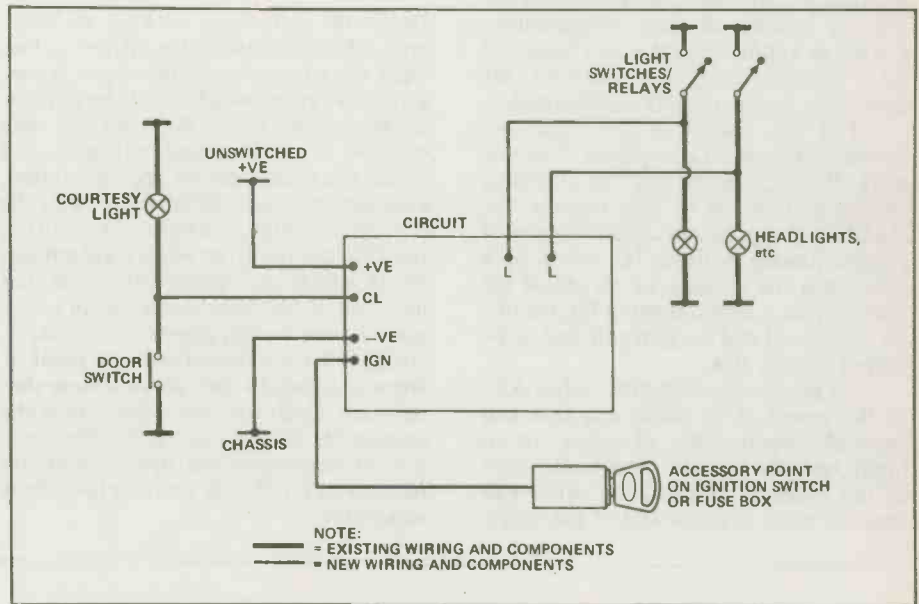 LIGHT
SWITCHES/
RELAYS
UNSWITCHED
+VE
COURTESY
LIGHT
CIRCUIT
HEADLIGHTS,
etc
L L
+VE
CL
-VE
IGN
DOOR
SWITCH
CHASSIS
ACCESSORY POINT
ON IGNITION SWITCH
OR FUSE BOX
NOTE:
= EXISTING WIRING AND COMPONENTS
= NEW WIRING AND COMPONENTS